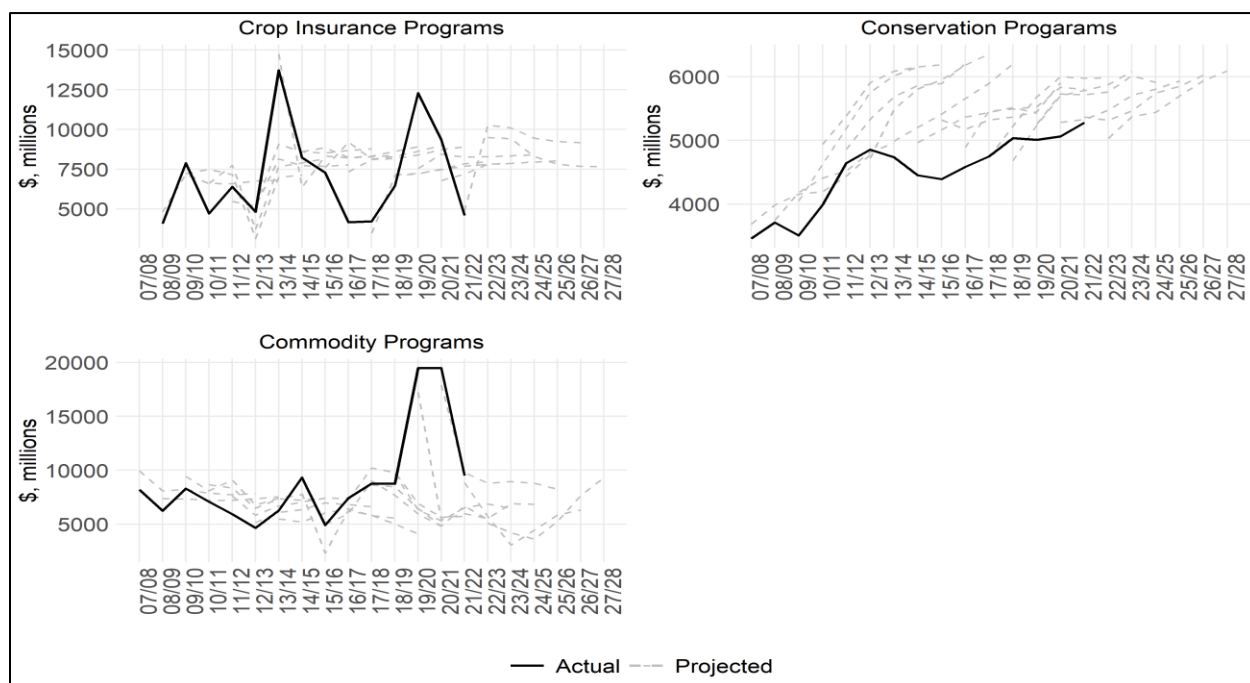 Crop Insurance Programs
$, millions
15000
12500
10000
7500
5000
07/08 08/09 09/10 10/11 11/12 12/13 13/14 14/15 15/16 16/17 17/18 18/19 19/20 20/21 21/22 22/23 23/24 24/25 25/26 26/27 27/28
Conservation Progarams
$, millions
6000
5000
4000
07/08 08/09 09/10 10/11 11/12 12/13 13/14 14/15 15/16 16/17 17/18 18/19 19/20 20/21 21/22 22/23 23/24 24/25 25/26 26/27 27/28
Commodity Programs
$, millions
20000
15000
10000
5000
07/08 08/09 09/10 10/11 11/12 12/13 13/14 14/15 15/16 16/17 17/18 18/19 19/20 20/21 21/22 22/23 23/24 24/25 25/26 26/27 27/28
Actual Projected